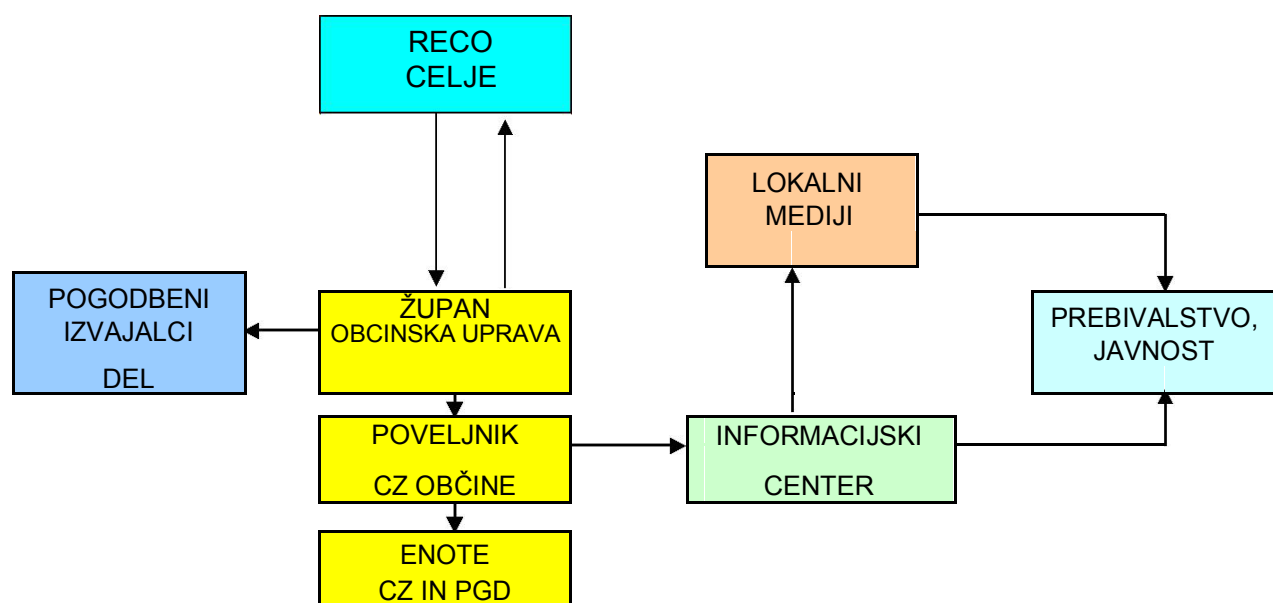 RECO
CELJE
LOKALNI
MEDIJI
POGODBENI
IZVAJALCI
DEL
ŽUPAN
OBCINSKA UPRAVA
PREBIVALSTVO,
JAVNOST
POVELJNIK
CZ OBČINE
INFORMACIJSKI
CENTER
ENOTE
CZ IN PGD